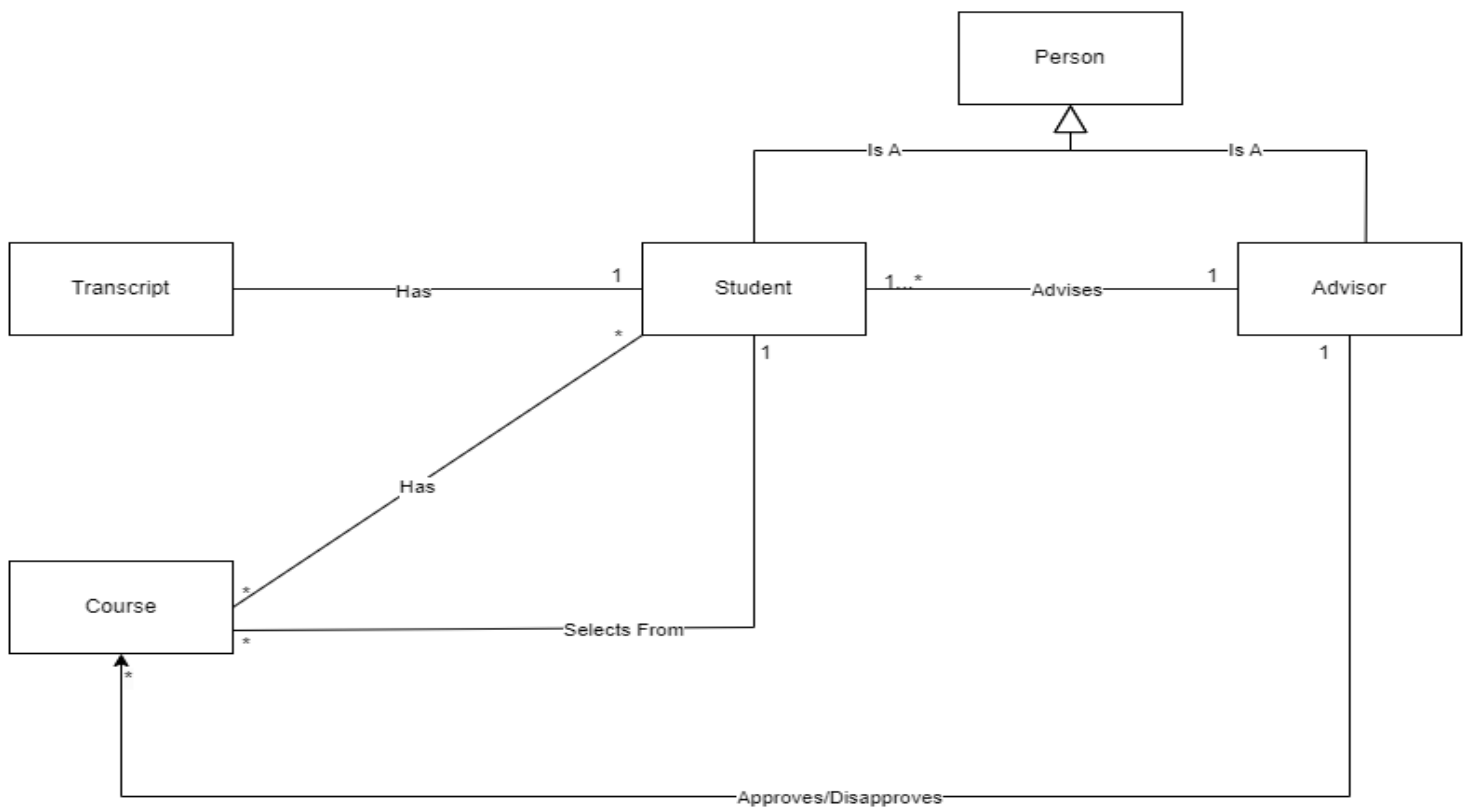 Person
Is A
Is A
Transcript
Has
1
Student
1...*
Advises
1
Advisor
*
1
1
Has
*
Course
Selects From
*
*
Approves/Disapproves